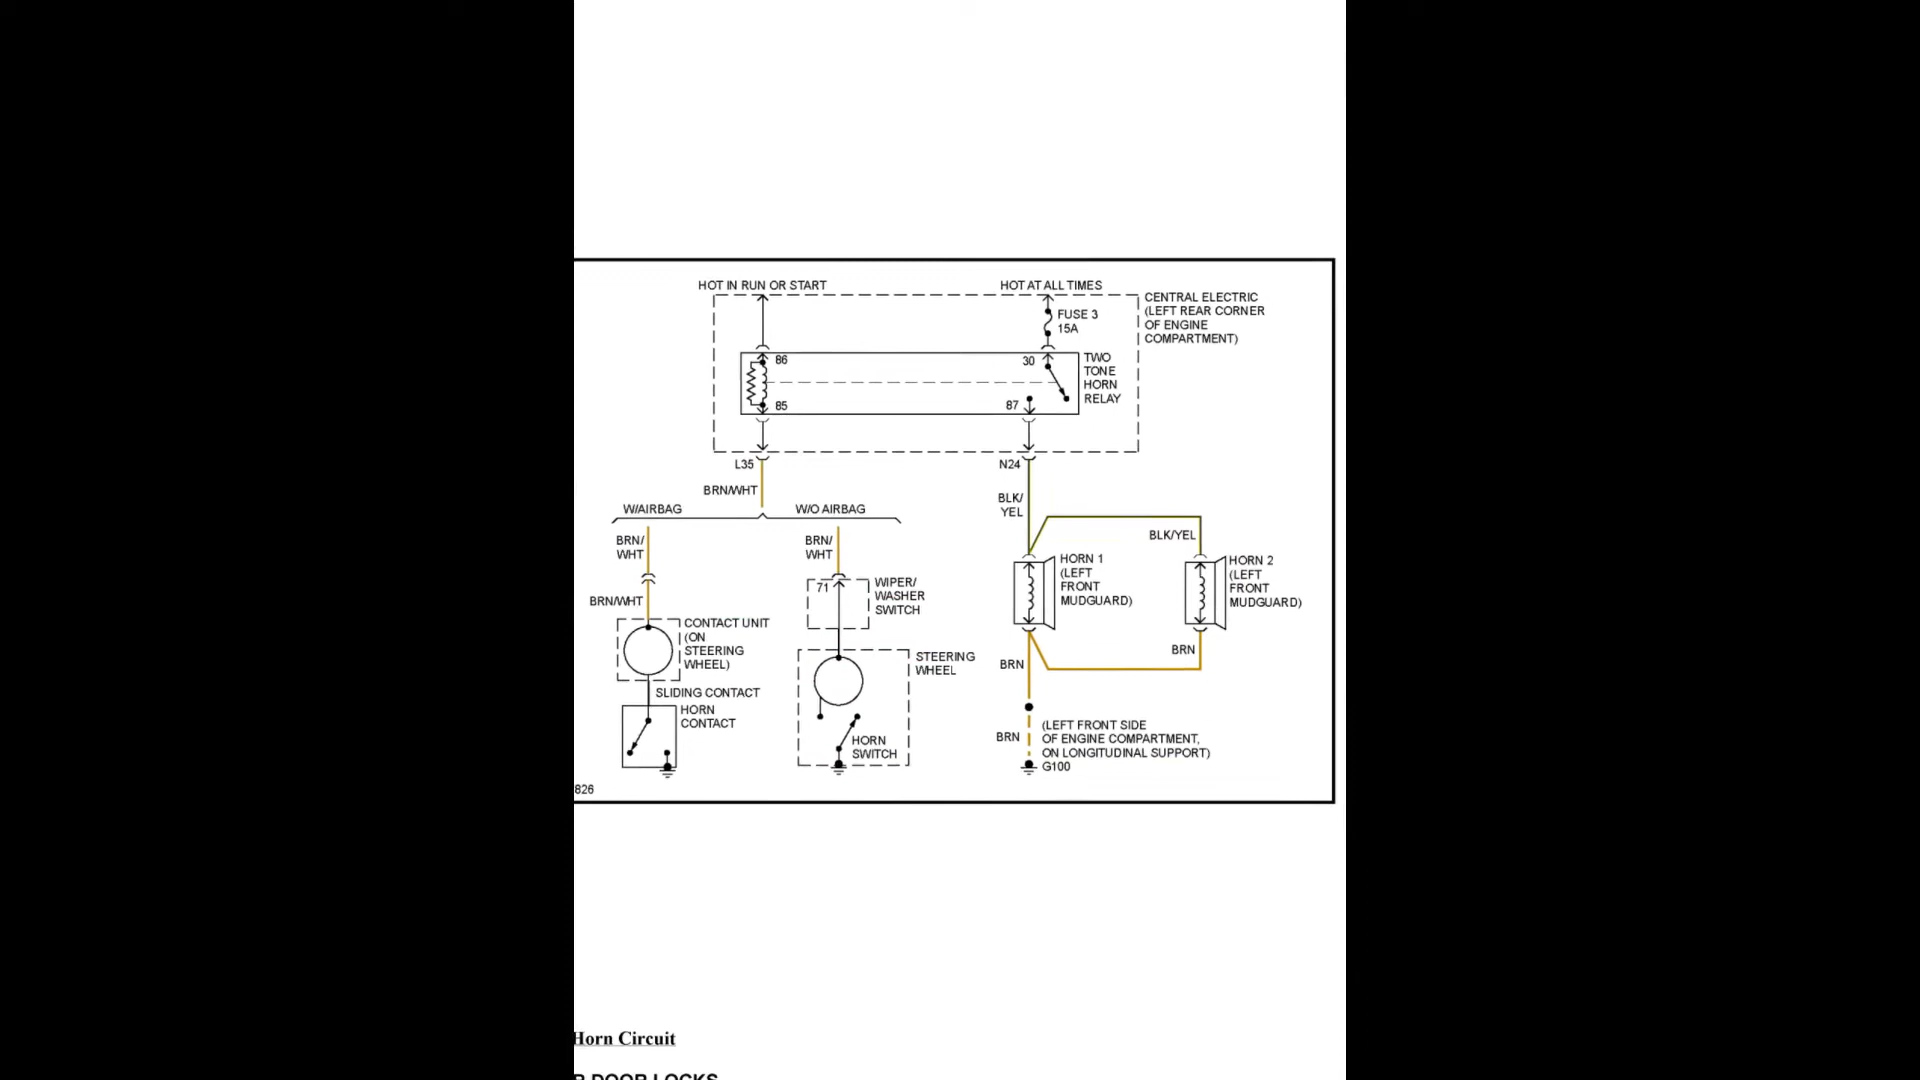 HOT IN RUN OR START
HOT AT ALL TIMES
CENTRAL ELECTRIC
(LEFT REAR CORNER
OF ENGINE
COMPARTMENT)
FUSE 3
15A
86
30
TWO
TONE
HORN
RELAY
85
87
L35
N24
BRN/WHT
BLK/
YEL
W/AIRBAG
W/O AIRBAG
BRN/
WHT
BRN/
WHT
BLK/YEL
HORN 1
(LEFT
FRONT
MUDGUARD)
HORN 2
(LEFT
FRONT
MUDGUARD)
71
WIPER/
WASHER
SWITCH
BRN/WHT
CONTACT UNIT
(ON
STEERING
WHEEL)
STEERING
WHEEL
BRN
BRN
SLIDING CONTACT
HORN
CONTACT
HORN
SWITCH
BRN
(LEFT FRONT SIDE
OF ENGINE COMPARTMENT,
ON LONGITUDINAL SUPPORT)
G100
826
Horn Circuit
R DOOR LOCKS